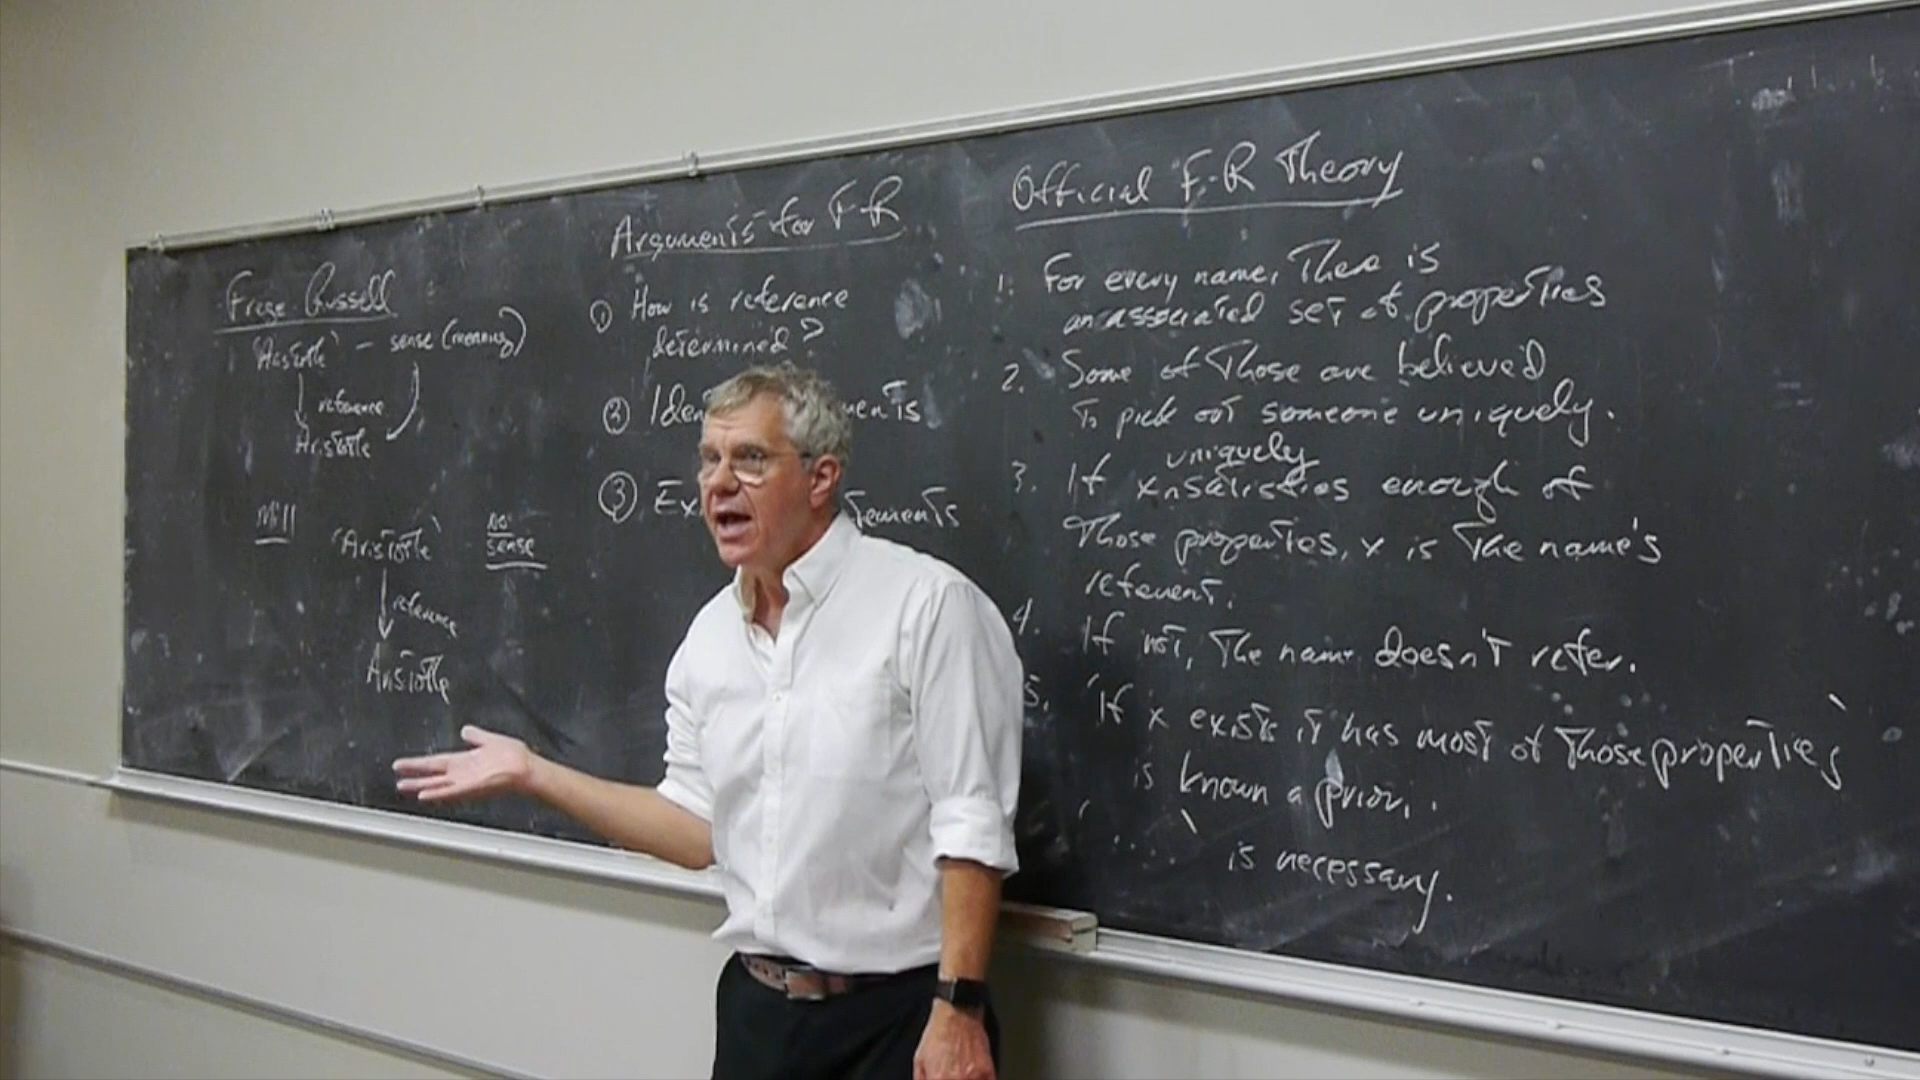 Frege-Russell
'Aristotle' — sense (meaning)
reference
Aristotle
Mill
'Aristotle'
no
sense
reference
Aristotle
Arguments for F-R
① How is reference
determined?
② Iden ments
③ Ex tements
Official F-R Theory
1. For every name, There is
an associated set of properties
2. Some of Those are believed
To pick out someone uniquely.
uniquely
3. If x satisfies enough of
Those properties, x is The name's
referent.
4. If not, The name doesn't refer.
5. 'If x exists it has most of Those properties'
is known a priori.
' . . . '
is necessary.